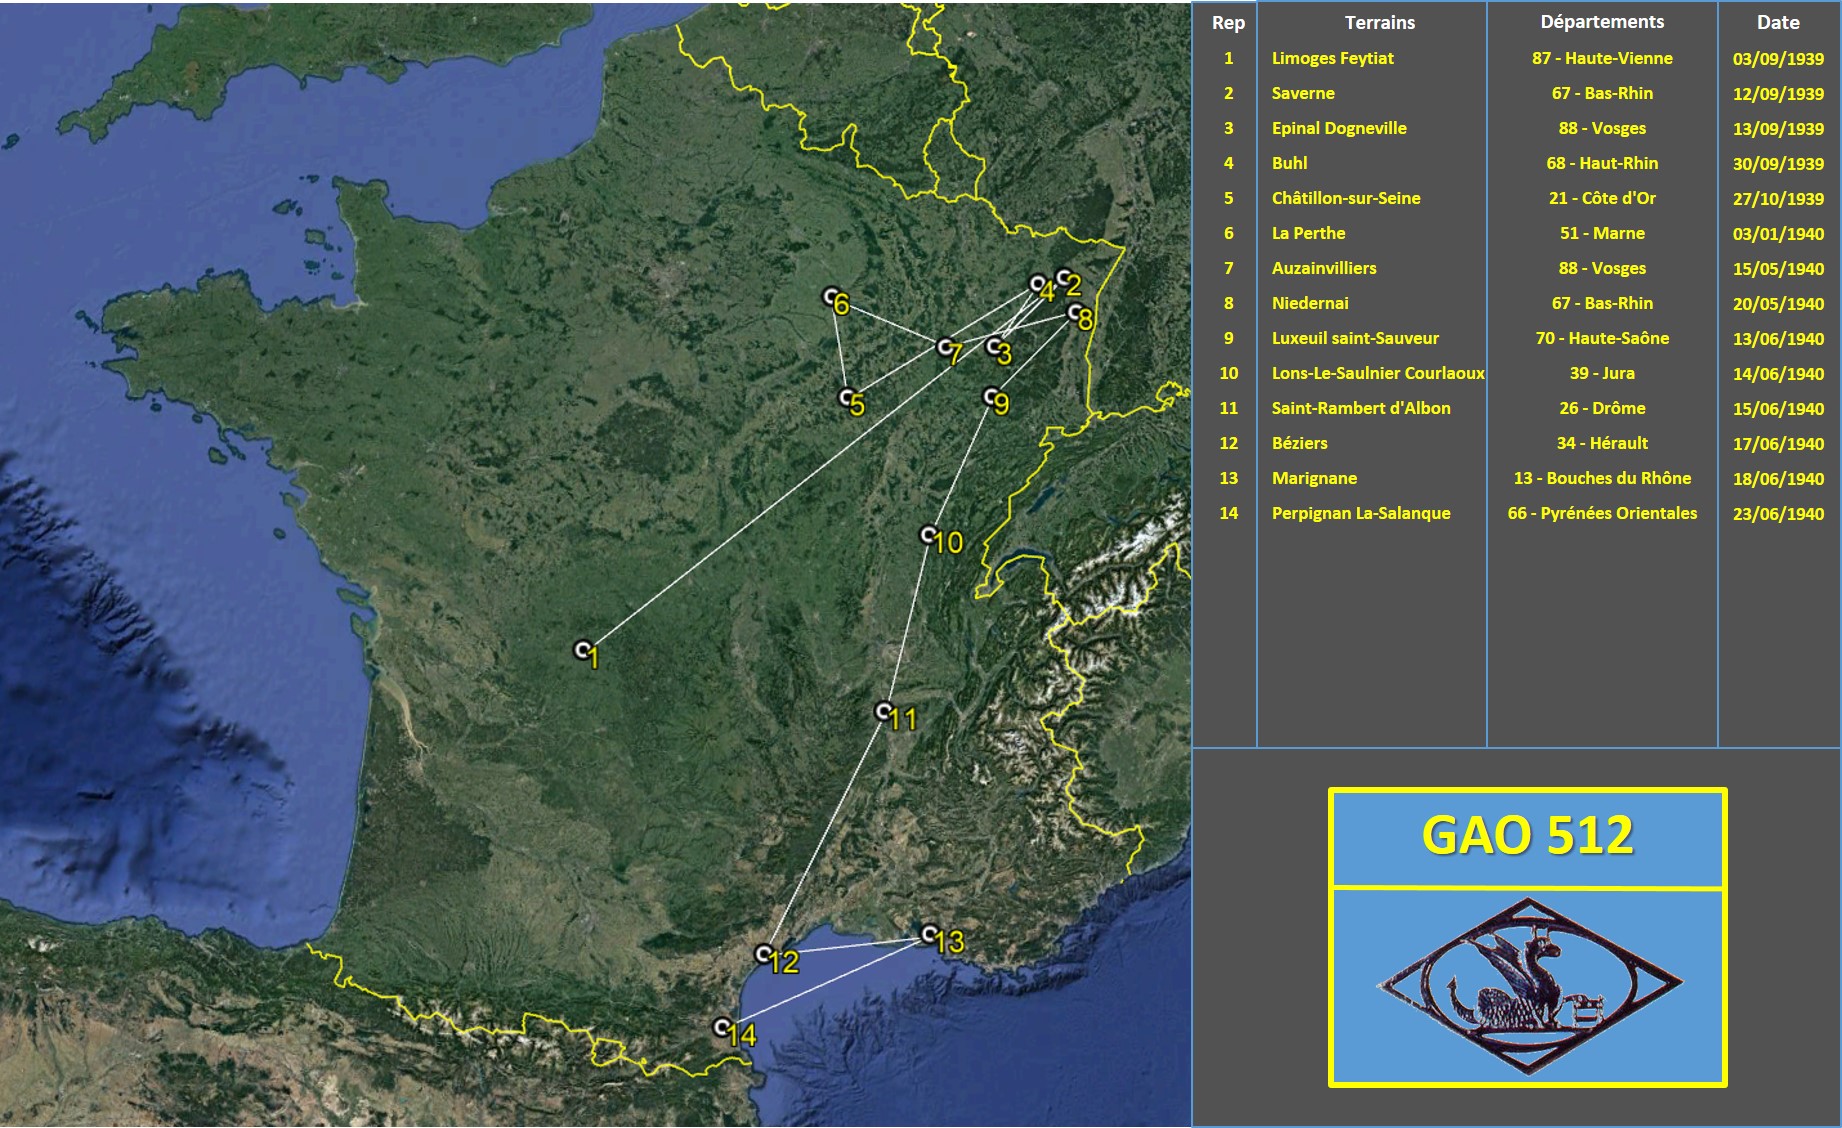 Rep Terrains Départements Date
1 Limoges Feytiat 87 - Haute-Vienne 03/09/1939
2 Saverne 67 - Bas-Rhin 12/09/1939
3 Epinal Dogneville 88 - Vosges 13/09/1939
4 Buhl 68 - Haut-Rhin 30/09/1939
5 Châtillon-sur-Seine 21 - Côte d'Or 27/10/1939
6 La Perthe 51 - Marne 03/01/1940
7 Auzainvilliers 88 - Vosges 15/05/1940
8 Niedernai 67 - Bas-Rhin 20/05/1940
9 Luxeuil saint-Sauveur 70 - Haute-Saône 13/06/1940
10 Lons-Le-Saulnier Courlaoux 39 - Jura 14/06/1940
11 Saint-Rambert d'Albon 26 - Drôme 15/06/1940
12 Béziers 34 - Hérault 17/06/1940
13 Marignane 13 - Bouches du Rhône 18/06/1940
14 Perpignan La-Salanque 66 - Pyrénées Orientales 23/06/1940
2
4
6
8
7
3
5
9
10
1
11
13
12
14
GAO 512